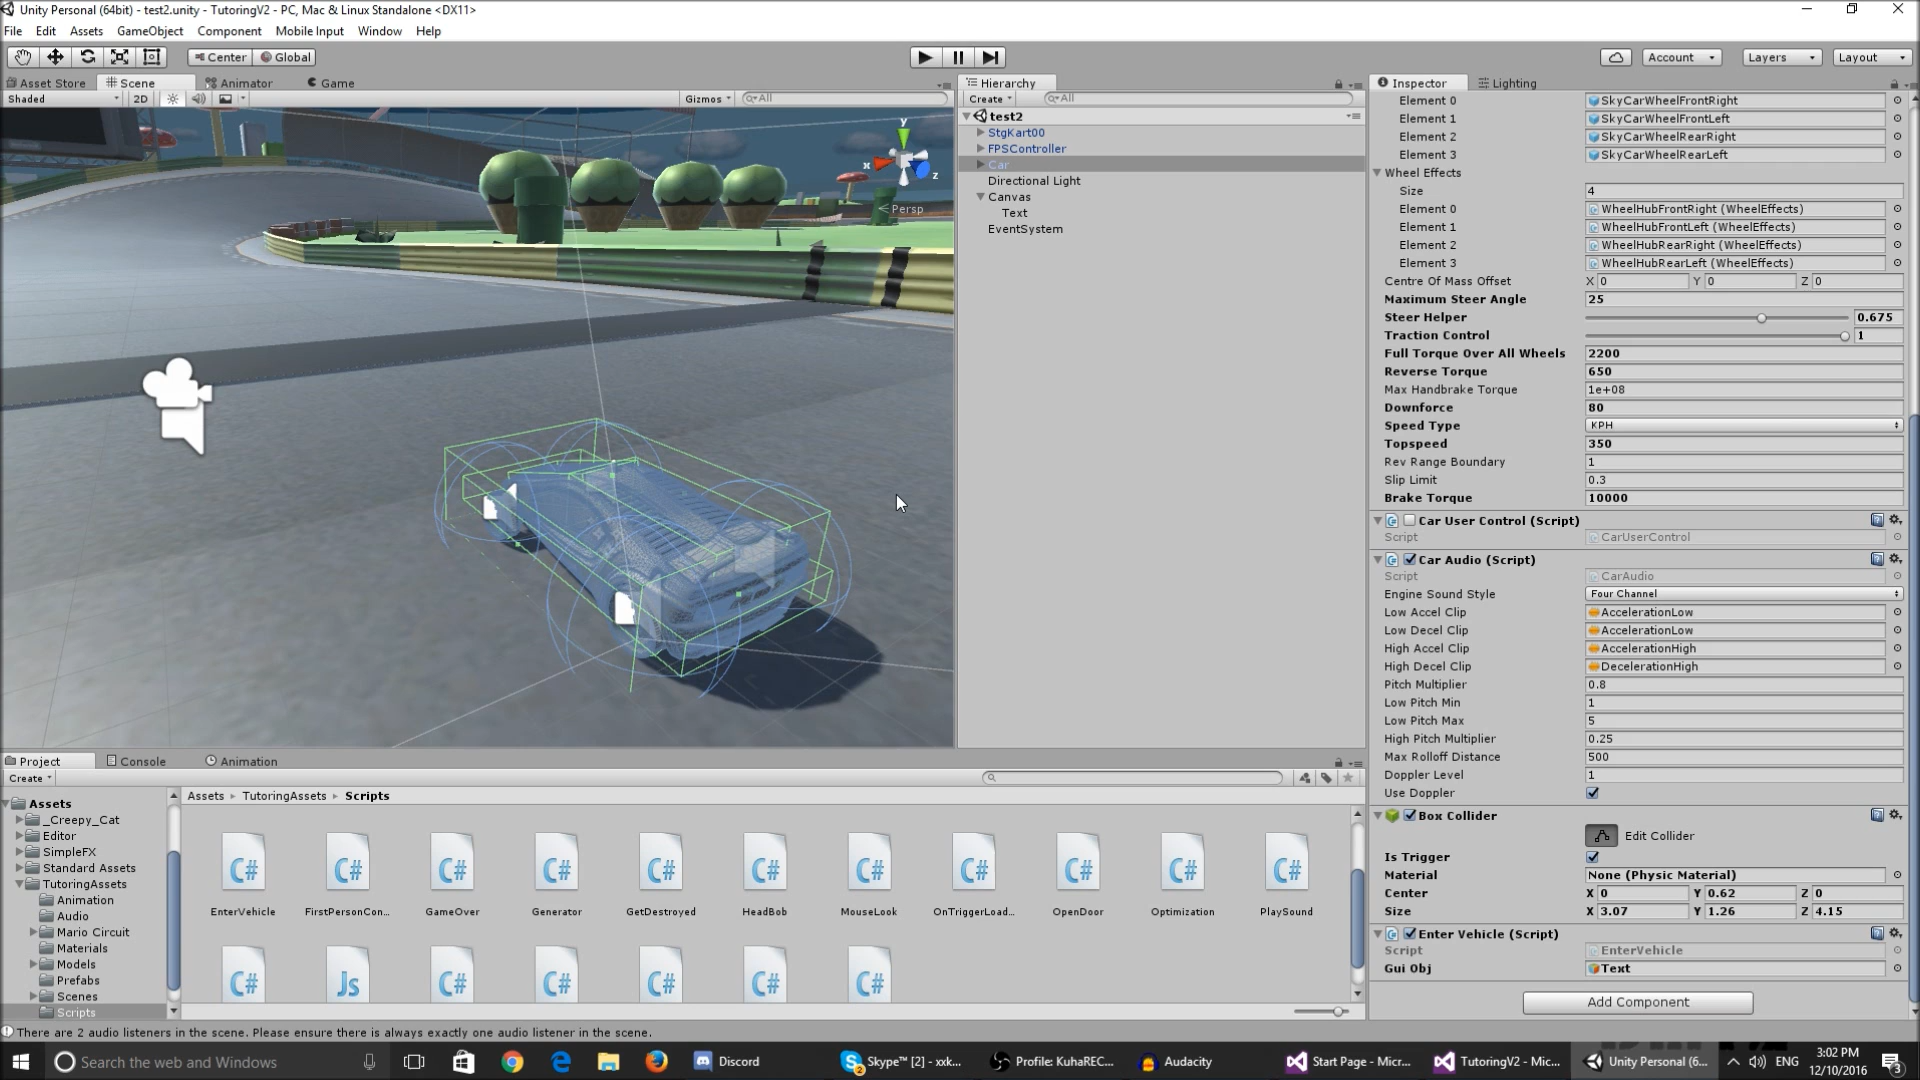 Unity Personal (64bit) - test2.unity - TutoringV2 - PC, Mac & Linux Standalone <DX11>
File Edit Assets GameObject Component Mobile Input Window Help
Center Global Account Layers Layout
Asset Store Scene Animator Game
Shaded 2D Gizmos All
y
x
z
Persp
Hierarchy
Create All
test2
StgKart00
FPSController
Car
Directional Light
Canvas
Text
EventSystem
Inspector Lighting
Element 0 SkyCarWheelFrontRight
Element 1 SkyCarWheelFrontLeft
Element 2 SkyCarWheelRearRight
Element 3 SkyCarWheelRearLeft
Wheel Effects
Size 4
Element 0 WheelHubFrontRight (WheelEffects)
Element 1 WheelHubFrontLeft (WheelEffects)
Element 2 WheelHubRearRight (WheelEffects)
Element 3 WheelHubRearLeft (WheelEffects)
Centre Of Mass Offset X 0 Y 0 Z 0
Maximum Steer Angle 25
Steer Helper 0.675
Traction Control 1
Full Torque Over All Wheels 2200
Reverse Torque 650
Max Handbrake Torque 1e+08
Downforce 80
Speed Type KPH
Topspeed 350
Rev Range Boundary 1
Slip Limit 0.3
Brake Torque 10000
Car User Control (Script)
Script CarUserControl
Car Audio (Script)
Script CarAudio
Engine Sound Style Four Channel
Low Accel Clip AccelerationLow
Low Decel Clip AccelerationLow
High Accel Clip AccelerationHigh
High Decel Clip DecelerationHigh
Pitch Multiplier 0.8
Low Pitch Min 1
Low Pitch Max 5
High Pitch Multiplier 0.25
Max Rolloff Distance 500
Doppler Level 1
Use Doppler
Box Collider
Edit Collider
Is Trigger
Material None (Physic Material)
Center X 0 Y 0.62 Z 0
Size X 3.07 Y 1.26 Z 4.15
Enter Vehicle (Script)
Script EnterVehicle
Gui Obj Text
Add Component
Project Console Animation
Create
Assets
_Creepy_Cat
Editor
SimpleFX
Standard Assets
TutoringAssets
Animation
Audio
Mario Circuit
Materials
Models
Prefabs
Scenes
Scripts
Assets TutoringAssets Scripts
C# C# C# C# C# C# C# C# C# C# C#
EnterVehicle FirstPersonCon... GameOver Generator GetDestroyed HeadBob MouseLook OnTriggerLoad... OpenDoor Optimization PlaySound
C# Js C# C# C# C# C#
There are 2 audio listeners in the scene. Please ensure there is always exactly one audio listener in the scene.
Search the web and Windows Discord Skype™ [2] - xxk... Profile: KuhaREC... Audacity Start Page - Micr... TutoringV2 - Mic... Unity Personal (6... ENG 3:02 PM
12/10/2016
2
3